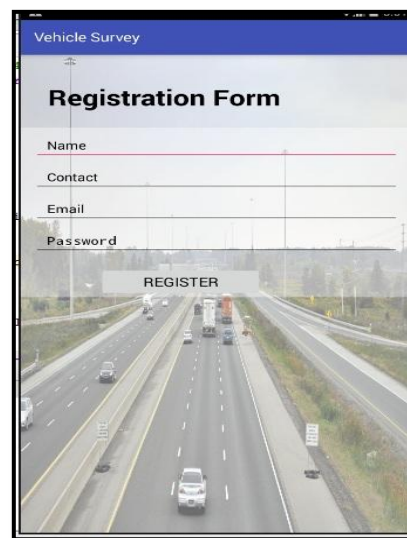 Vehicle Survey
Registration Form
Name
Contact
Email
Password
REGISTER